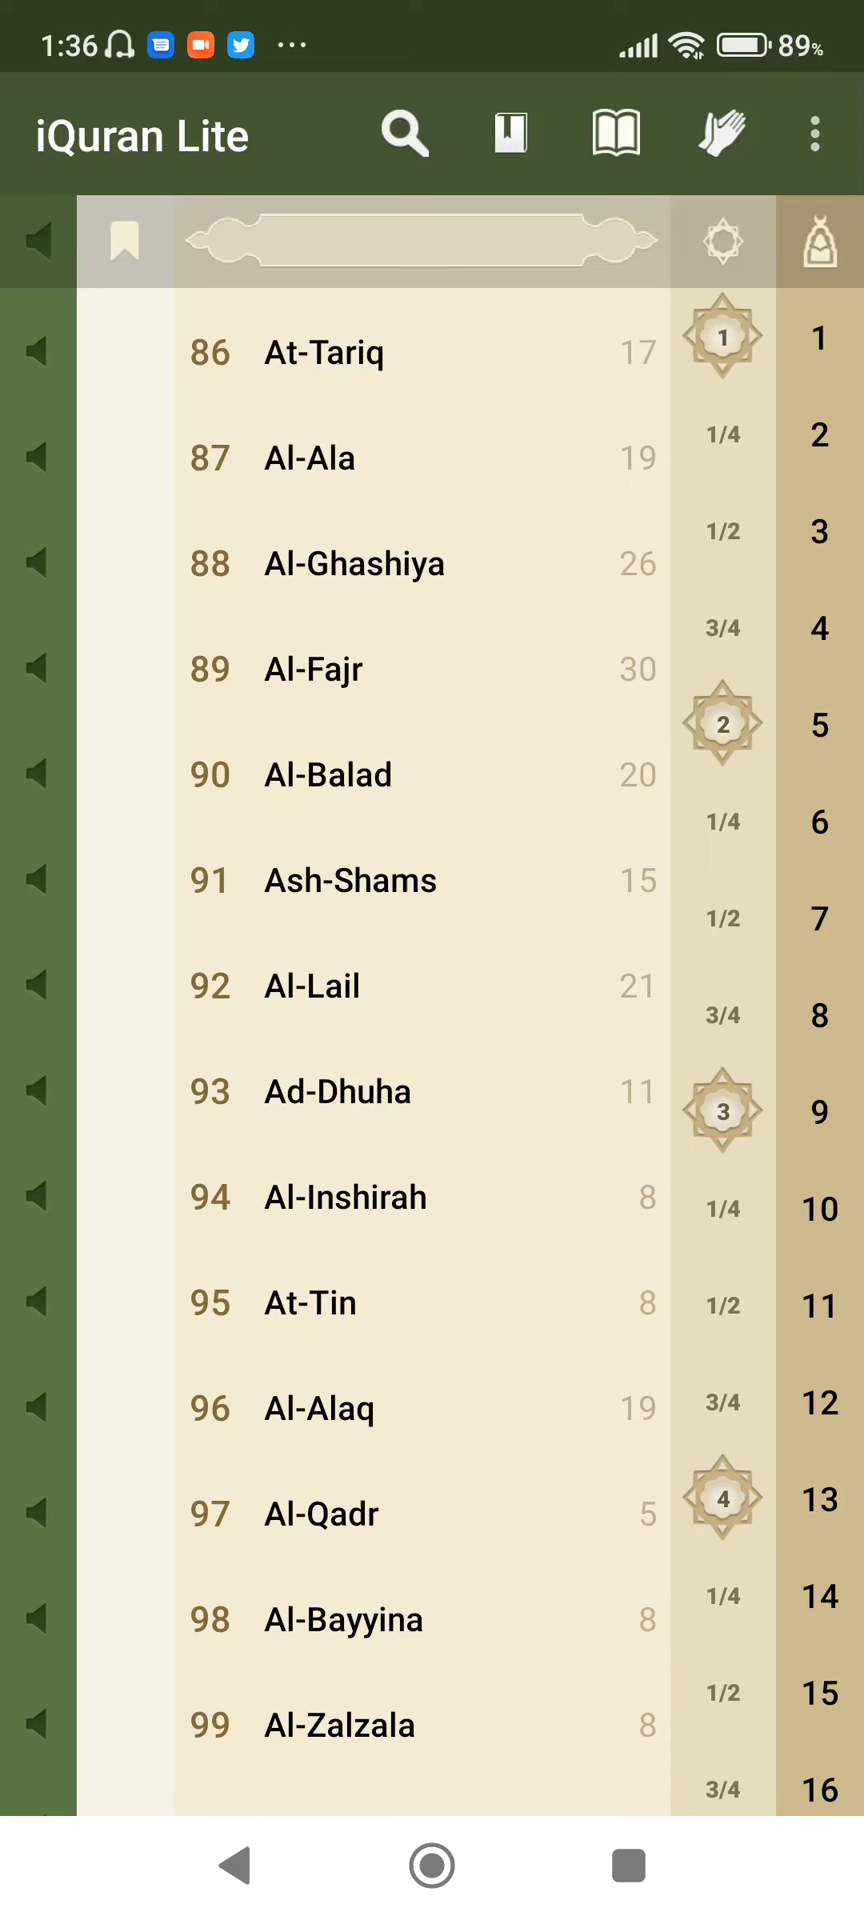 1:36 89%
iQuran Lite
86 At-Tariq 17
87 Al-Ala 19
88 Al-Ghashiya 26
89 Al-Fajr 30
90 Al-Balad 20
91 Ash-Shams 15
92 Al-Lail 21
93 Ad-Dhuha 11
94 Al-Inshirah 8
95 At-Tin 8
96 Al-Alaq 19
97 Al-Qadr 5
98 Al-Bayyina 8
99 Al-Zalzala 8
1
1/4
1/2
3/4
2
1/4
1/2
3/4
3
1/4
1/2
3/4
4
1/4
1/2
3/4
1
2
3
4
5
6
7
8
9
10
11
12
13
14
15
16